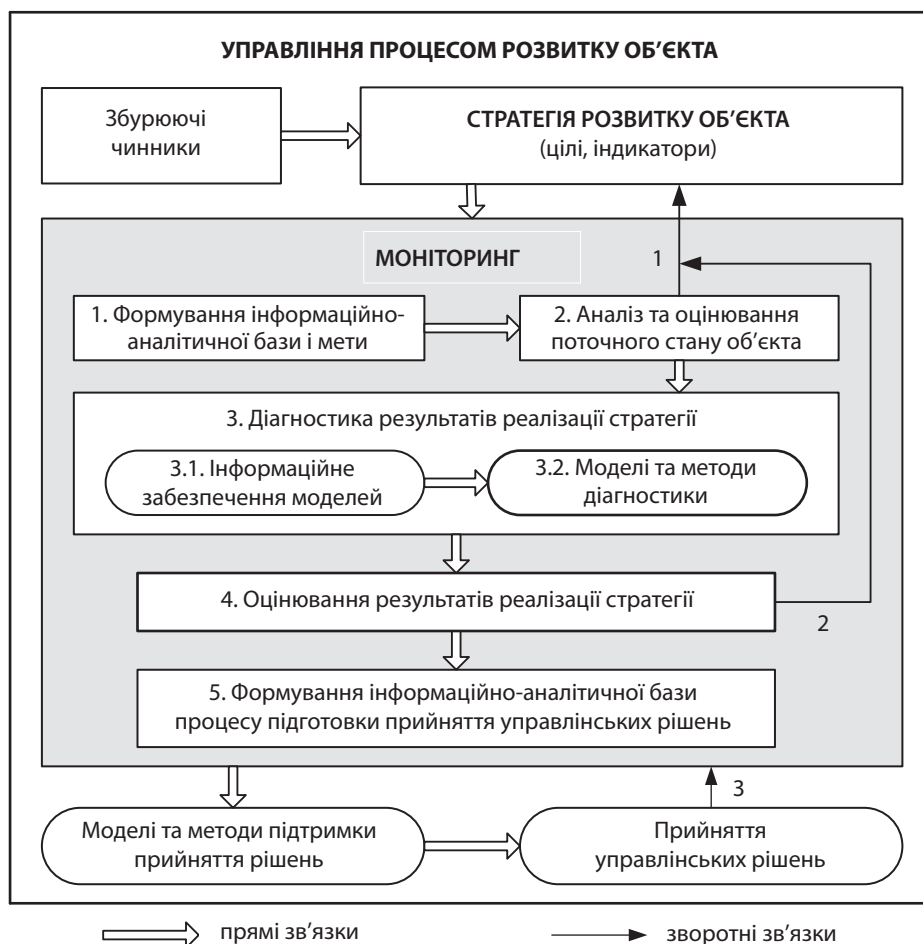 УПРАВЛІННЯ ПРОЦЕСОМ РОЗВИТКУ ОБ’ЄКТА
Збурюючі
чинники
СТРАТЕГІЯ РОЗВИТКУ ОБ’ЄКТА
(цілі, індикатори)
МОНІТОРИНГ
1
1. Формування інформаційно-
аналітичної бази і мети
2. Аналіз та оцінювання
поточного стану об’єкта
3. Діагностика результатів реалізації стратегії
3.1. Інформаційне
забезпечення моделей
3.2. Моделі та методи
діагностики
4. Оцінювання результатів реалізації стратегії
2
5. Формування інформаційно-аналітичної бази
процесу підготовки прийняття управлінських рішень
3
Моделі та методи підтримки
прийняття рішень
Прийняття
управлінських рішень
прямі зв’язки
зворотні зв’язки